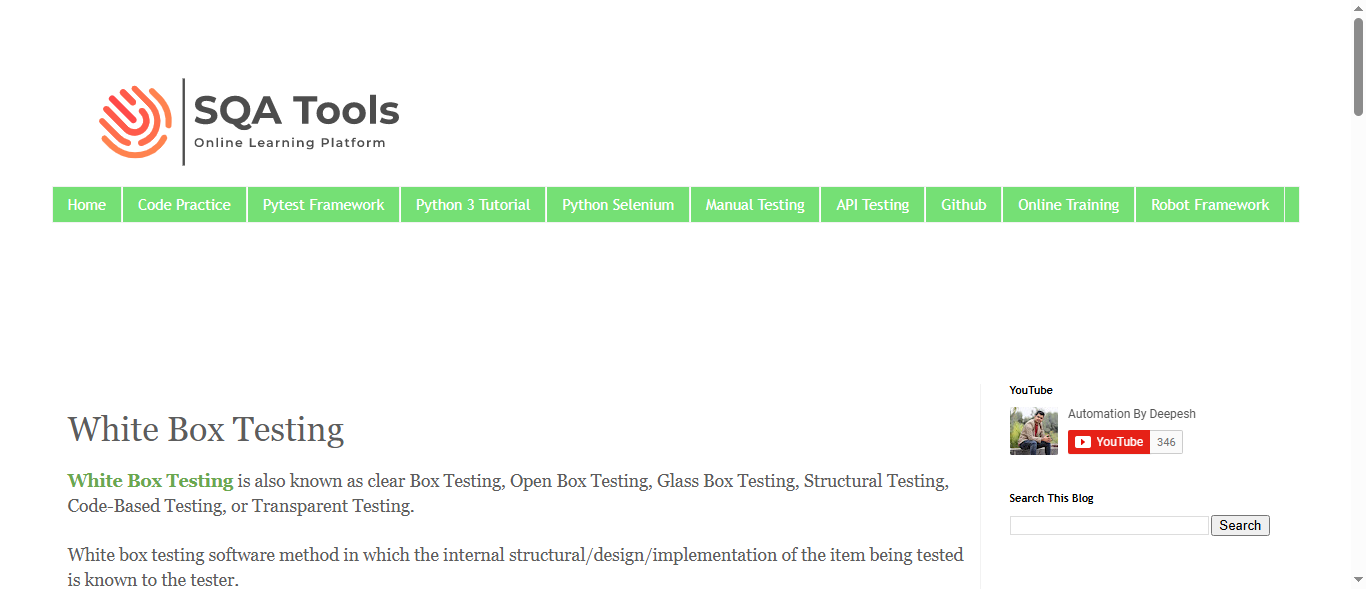 SQA Tools
Online Learning Platform
Home Code Practice Pytest Framework Python 3 Tutorial Python Selenium Manual Testing API Testing Github Online Training Robot Framework
White Box Testing
White Box Testing is also known as clear Box Testing, Open Box Testing, Glass Box Testing, Structural Testing,
Code-Based Testing, or Transparent Testing.
White box testing software method in which the internal structural/design/implementation of the item being tested
is known to the tester.
YouTube
Automation By Deepesh
YouTube 346
Search This Blog
Search